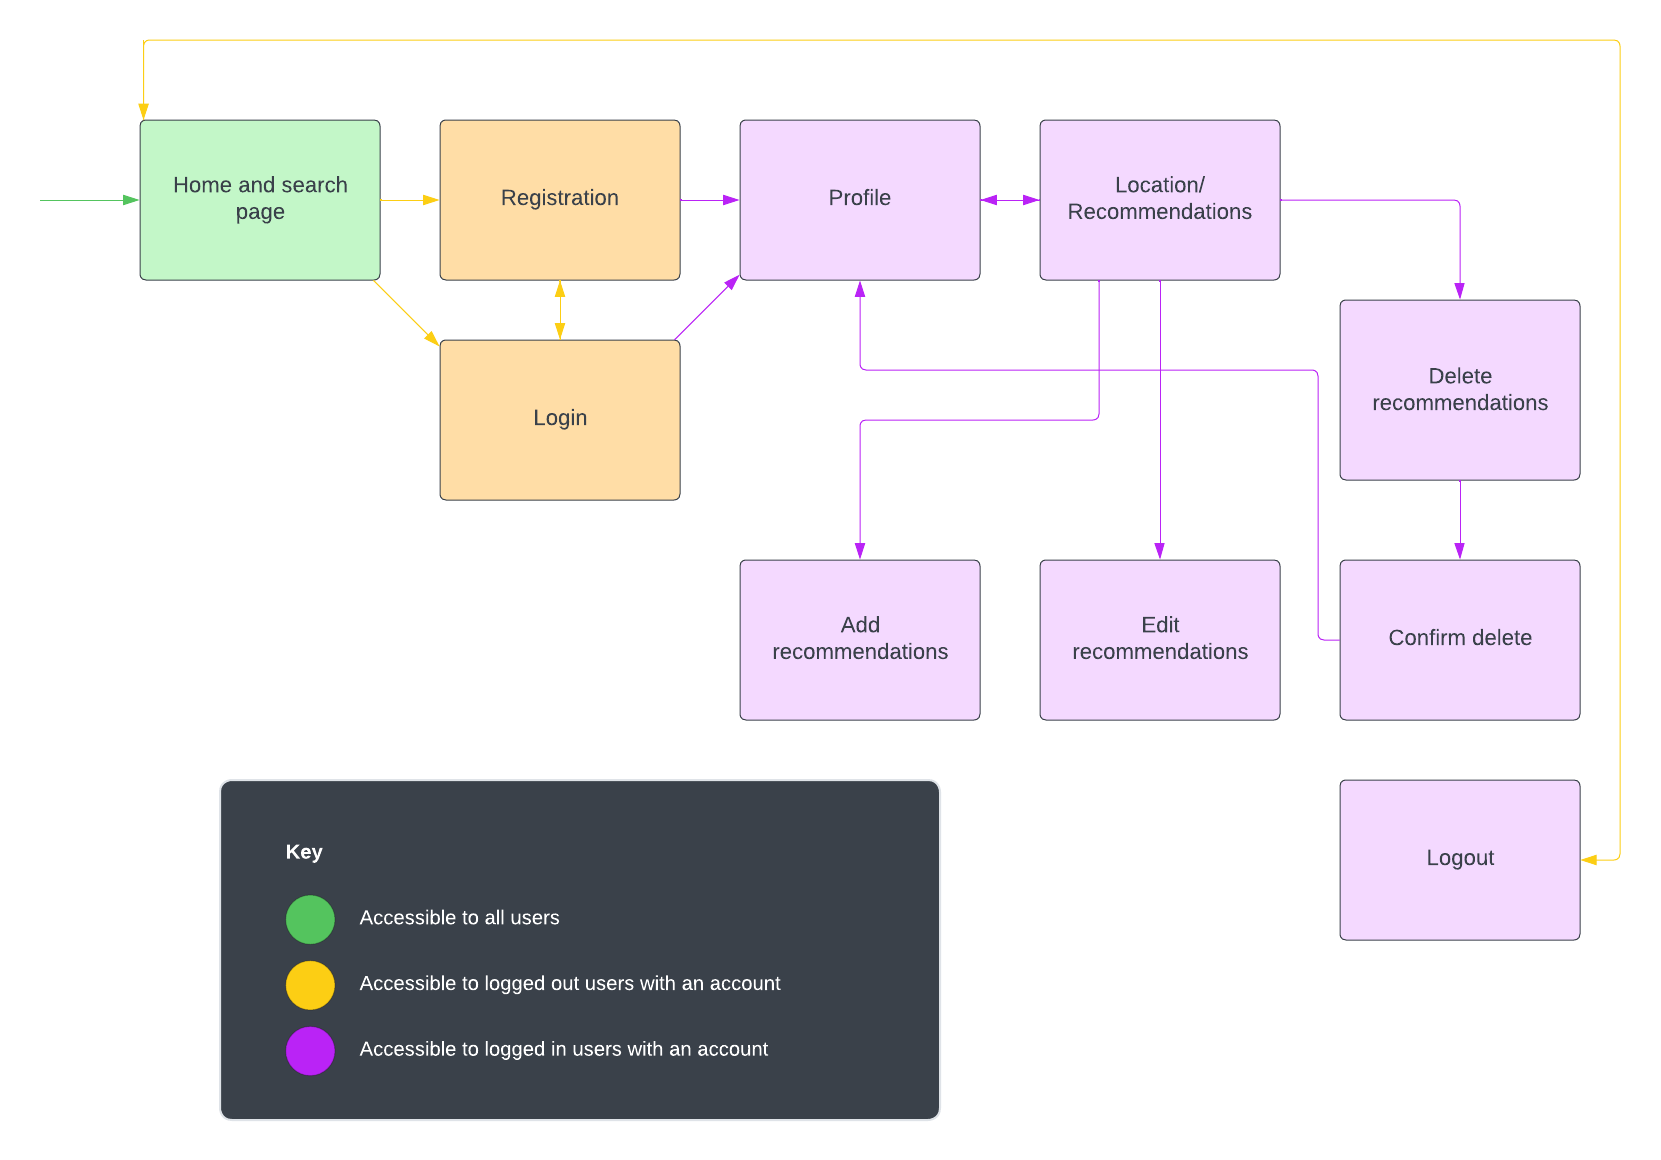 Home and search
page
Registration
Profile
Location/
Recommendations
Delete
recommendations
Login
Add
recommendations
Edit
recommendations
Confirm delete
Logout
Key
Accessible to all users
Accessible to logged out users with an account
Accessible to logged in users with an account